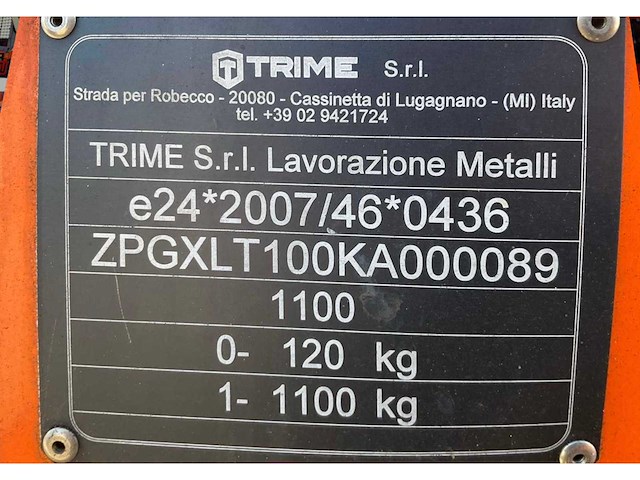 TRIME S.r.l.
Strada per Robecco - 20080 - Cassinetta di Lugagnano - (MI) Italy
tel. +39 02 9421724
TRIME S.r.l. Lavorazione Metalli
e24*2007/46*0436
ZPGXLT100KA000089
1100
0- 120 kg
1- 1100 kg